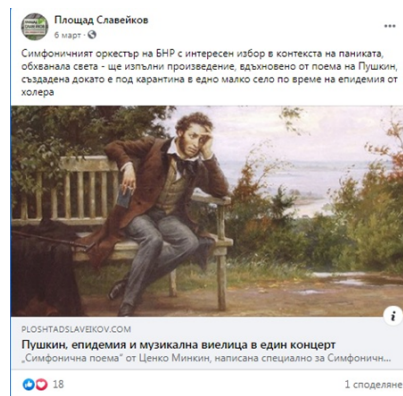 Площад Славейков
6 март ·
Симфоничният оркестър на БНР с интересен избор в контекста на паниката,
обхванала света - ще изпълни произведение, вдъхновено от поема на Пушкин,
създадена докато е под карантина в едно малко село по време на епидемия от
холера
PLOSHTADSLAVEIKOV.COM
Пушкин, епидемия и музикална виелица в един концерт
„Симфонична поема" от Ценко Минкин, написана специално за Симфоничн...
18
1 споделяне